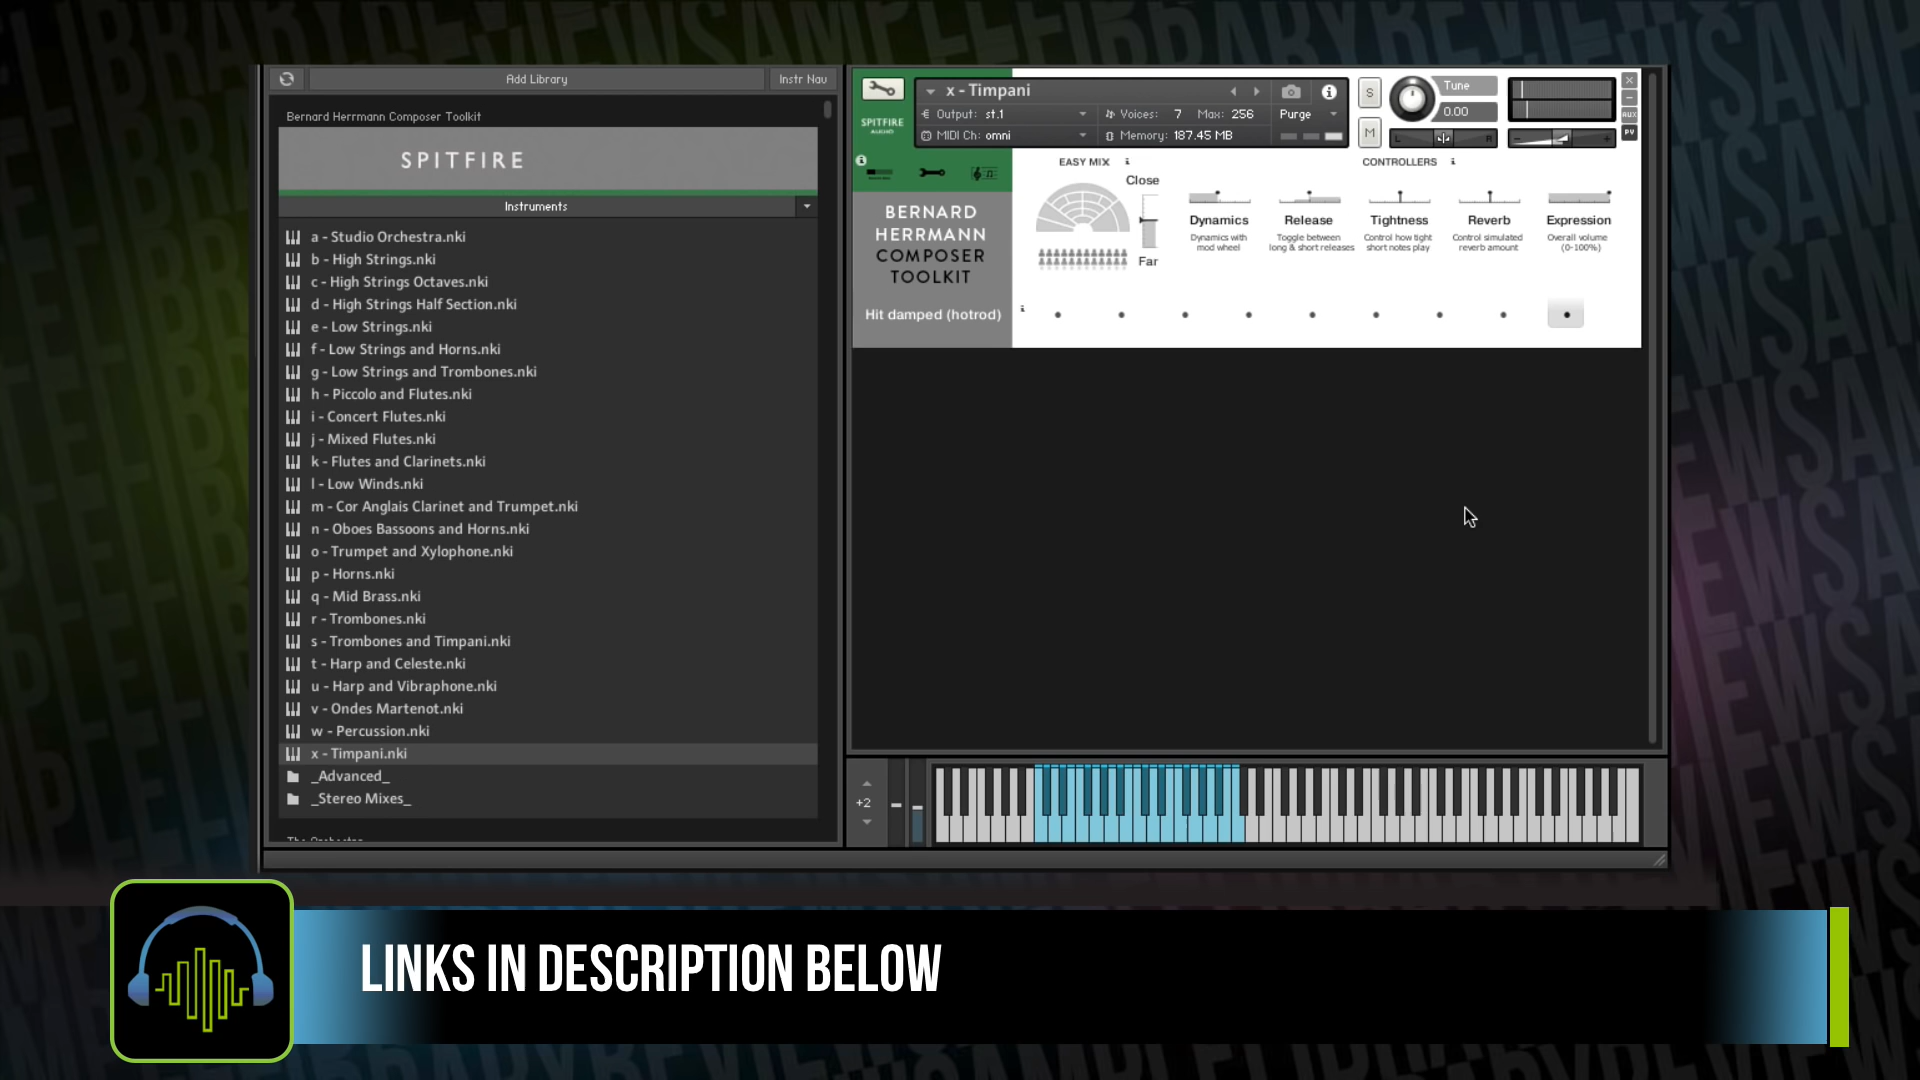 Add Library
Instr Nav
Bernard Herrmann Composer Toolkit
SPITFIRE
Instruments
a - Studio Orchestra.nki
b - High Strings.nki
c - High Strings Octaves.nki
d - High Strings Half Section.nki
e - Low Strings.nki
f - Low Strings and Horns.nki
g - Low Strings and Trombones.nki
h - Piccolo and Flutes.nki
i - Concert Flutes.nki
j - Mixed Flutes.nki
k - Flutes and Clarinets.nki
l - Low Winds.nki
m - Cor Anglais Clarinet and Trumpet.nki
n - Oboes Bassoons and Horns.nki
o - Trumpet and Xylophone.nki
p - Horns.nki
q - Mid Brass.nki
r - Trombones.nki
s - Trombones and Timpani.nki
t - Harp and Celeste.nki
u - Harp and Vibraphone.nki
v - Ondes Martenot.nki
w - Percussion.nki
x - Timpani.nki
_Advanced_
_Stereo Mixes_
SPITFIRE
AUDIO
x - Timpani
Output: st.1
Voices: 7 Max: 256
Purge
MIDI Ch: omni
Memory: 187.45 MB
S
M
Tune
0.00
L R
AUX
PV
EASY MIX
Close
Far
CONTROLLERS
Dynamics
Dynamics with
mod wheel
Release
Toggle between
long & short releases
Tightness
Control how tight
short notes play
Reverb
Control simulated
reverb amount
Expression
Overall volume
(0-100%)
BERNARD
HERRMANN
COMPOSER
TOOLKIT
Hit damped (hotrod)
+2
LINKS IN DESCRIPTION BELOW